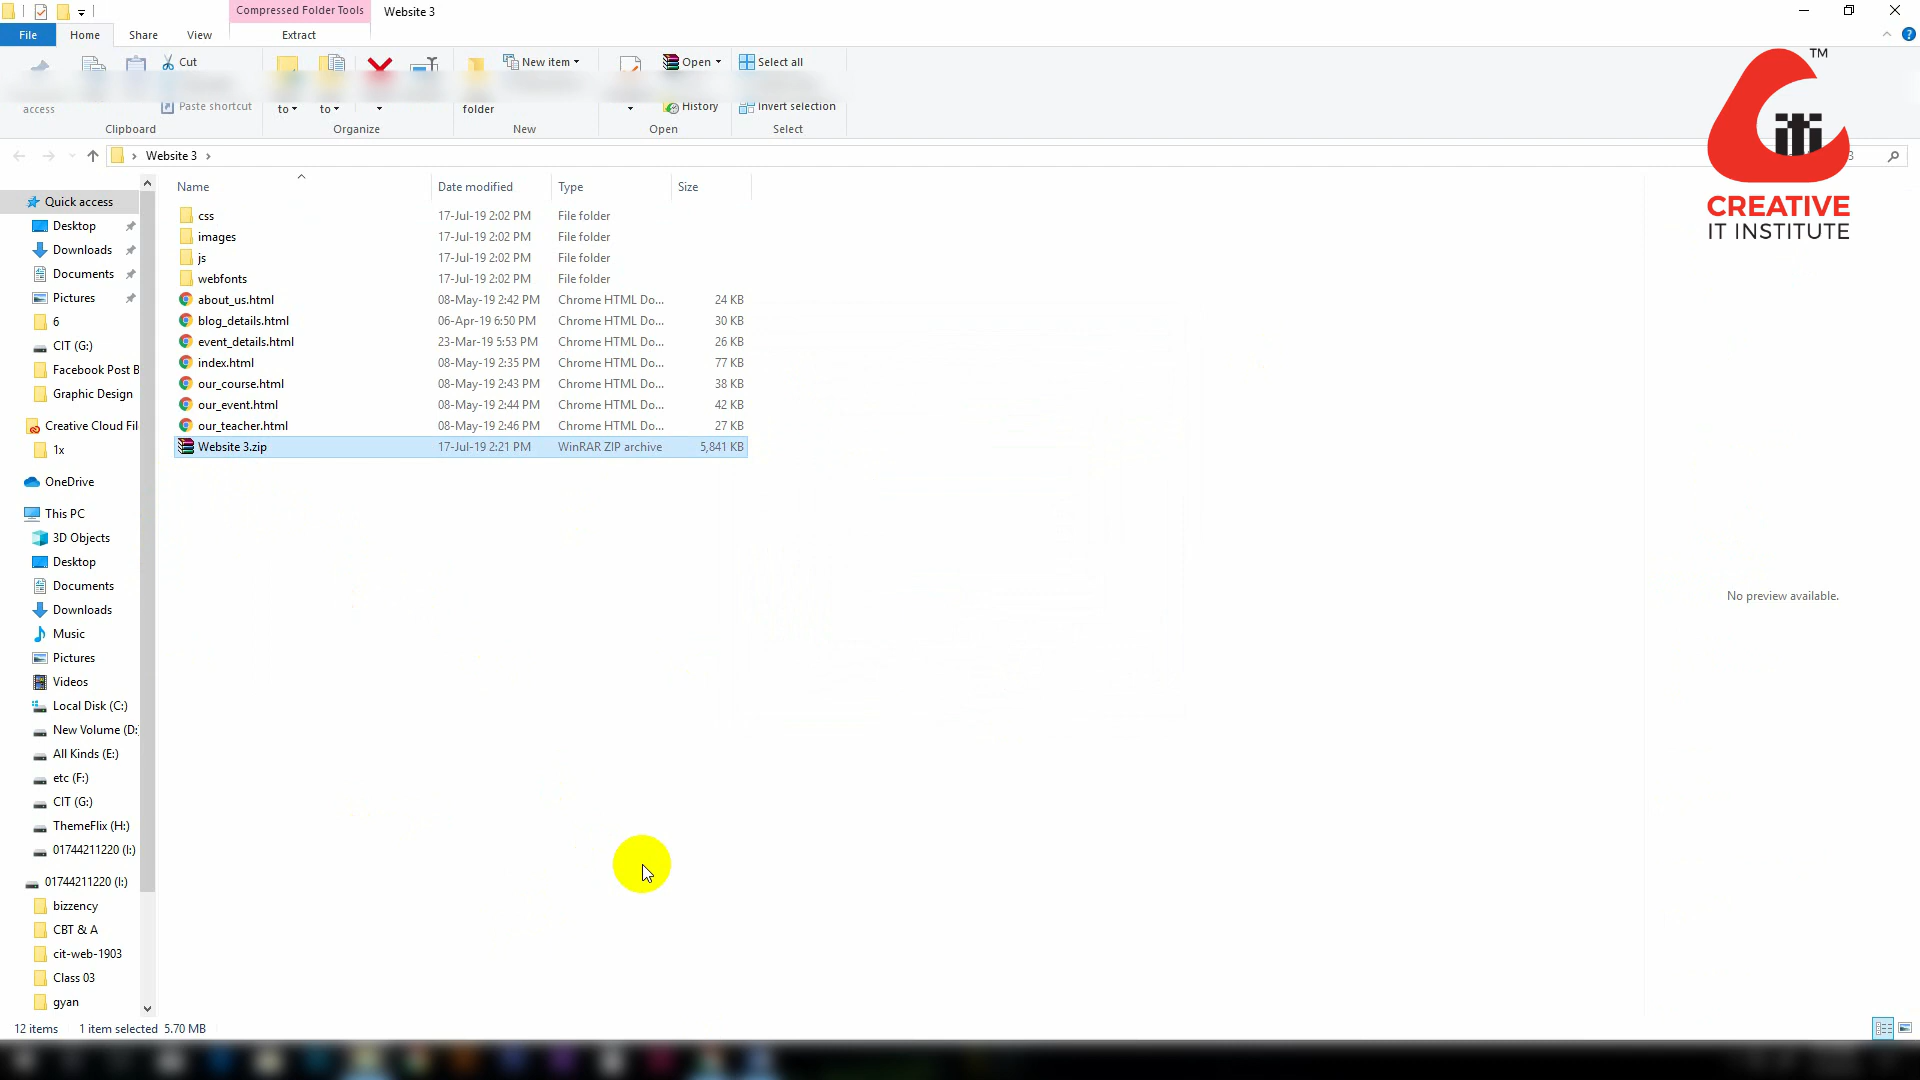 Compressed Folder Tools
Website 3
File
Home
Share
View
Extract
Cut
New item
Open
Select all
access
Paste shortcut
to
to
folder
History
Invert selection
Clipboard
Organize
New
Open
Select
TM
CREATIVE
IT INSTITUTE
Website 3
3
Name
Date modified
Type
Size
css 17-Jul-19 2:02 PM File folder
images 17-Jul-19 2:02 PM File folder
js 17-Jul-19 2:02 PM File folder
webfonts 17-Jul-19 2:02 PM File folder
about_us.html 08-May-19 2:42 PM Chrome HTML Do... 24 KB
blog_details.html 06-Apr-19 6:50 PM Chrome HTML Do... 30 KB
event_details.html 23-Mar-19 5:53 PM Chrome HTML Do... 26 KB
index.html 08-May-19 2:35 PM Chrome HTML Do... 77 KB
our_course.html 08-May-19 2:43 PM Chrome HTML Do... 38 KB
our_event.html 08-May-19 2:44 PM Chrome HTML Do... 42 KB
our_teacher.html 08-May-19 2:46 PM Chrome HTML Do... 27 KB
Website 3.zip 17-Jul-19 2:21 PM WinRAR ZIP archive 5,841 KB
Quick access
Desktop
Downloads
Documents
Pictures
6
CIT (G:)
Facebook Post B
Graphic Design
Creative Cloud Fil
1x
OneDrive
This PC
3D Objects
Desktop
Documents
Downloads
Music
Pictures
Videos
Local Disk (C:)
New Volume (D:
All Kinds (E:)
etc (F:)
CIT (G:)
ThemeFlix (H:)
01744211220 (I:)
01744211220 (I:)
bizzency
CBT & A
cit-web-1903
Class 03
gyan
No preview available.
12 items
1 item selected 5.70 MB